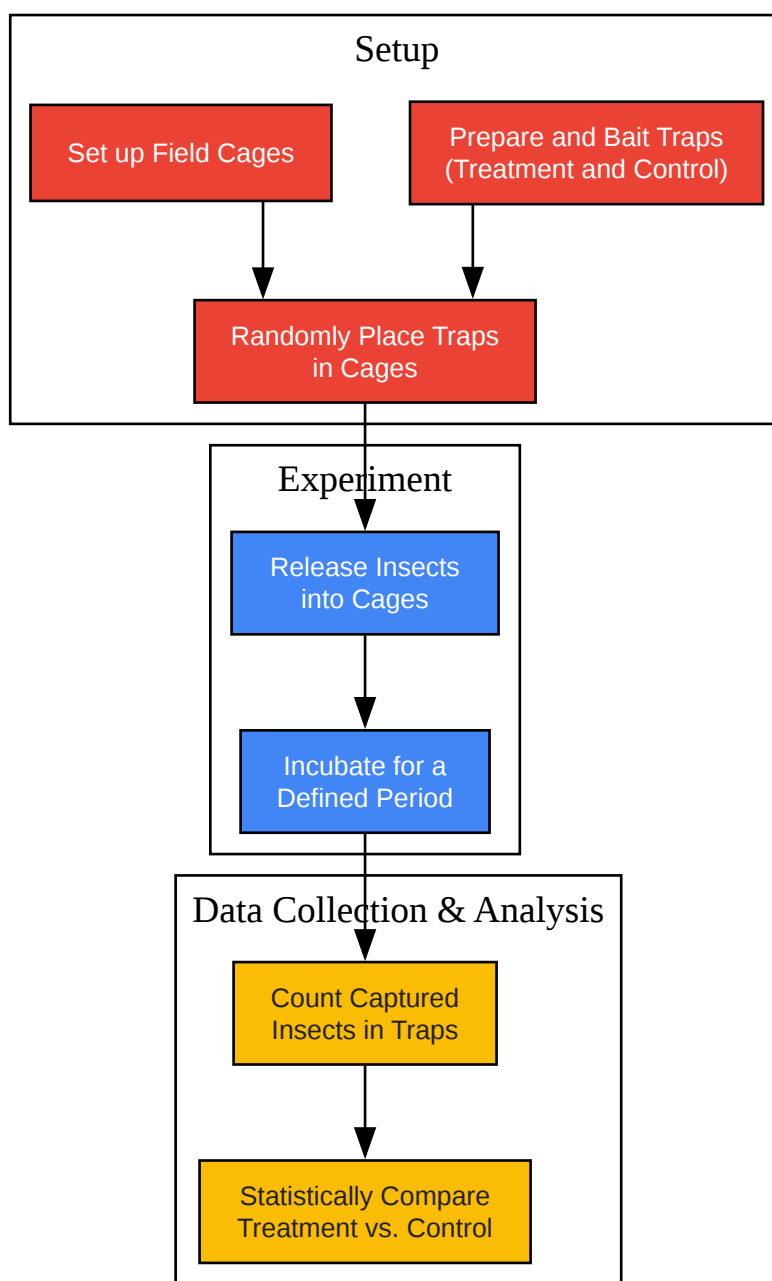 Setup
Set up Field Cages
Prepare and Bait Traps
(Treatment and Control)
Randomly Place Traps
in Cages
Experiment
Release Insects
into Cages
Incubate for a
Defined Period
Data Collection & Analysis
Count Captured
Insects in Traps
Statistically Compare
Treatment vs. Control